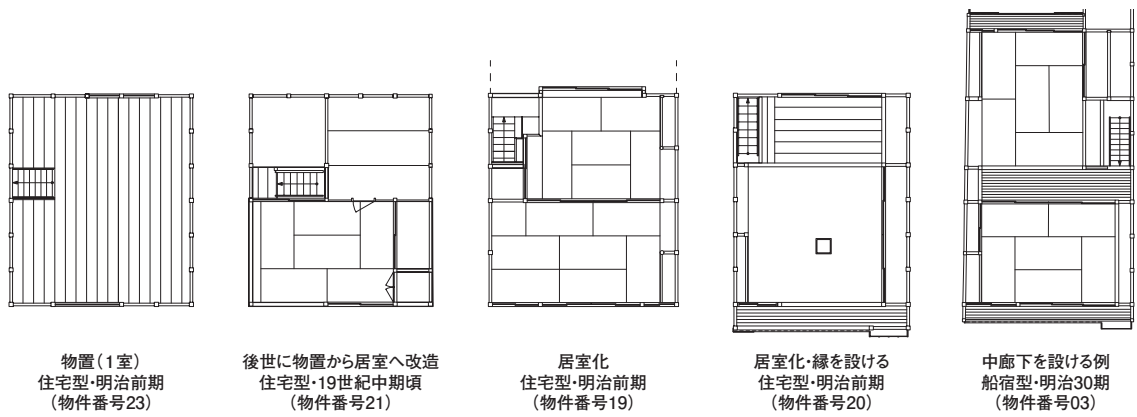 物置(1室)
住宅型・明治前期
(物件番号23)
後世に物置から居室へ改造
住宅型・19世紀中期頃
(物件番号21)
居室化
住宅型・明治前期
(物件番号19)
居室化・縁を設ける
住宅型・明治前期
(物件番号20)
中廊下を設ける例
船宿型・明治30期
(物件番号03)